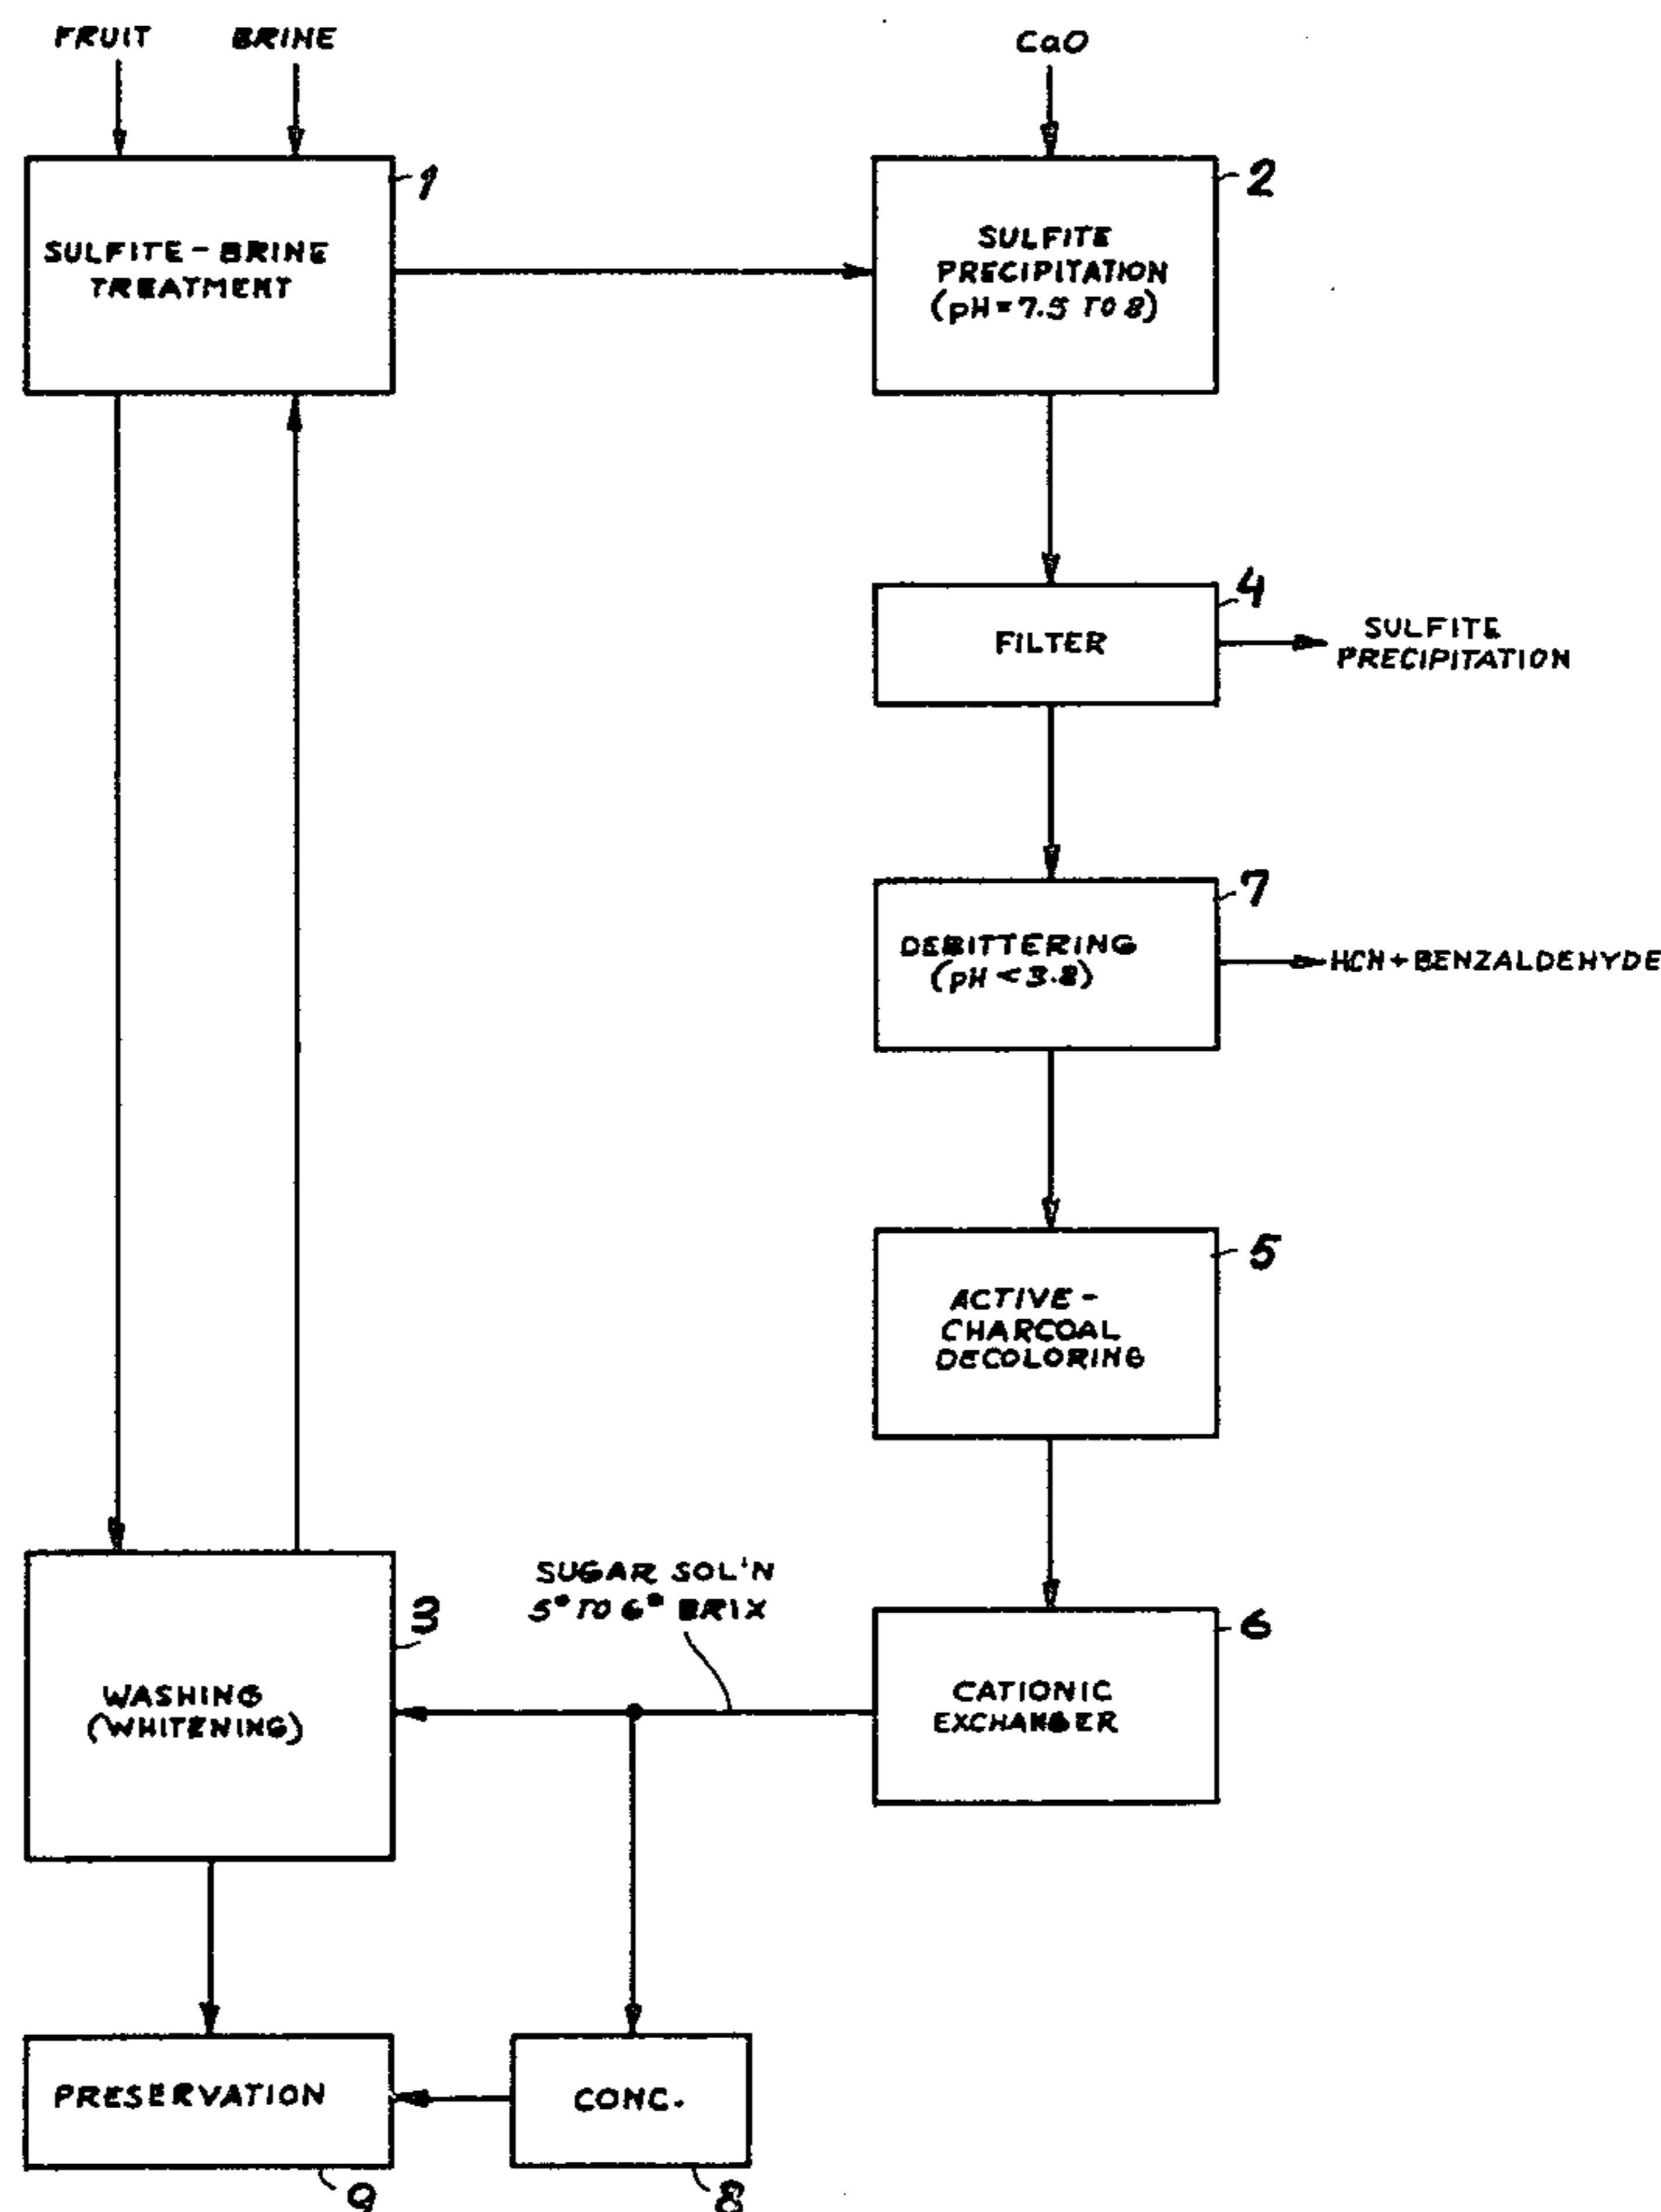 FRUIT
BRINE
CaO
1
2
SULFITE-BRINE
TREATMENT
SULFITE
PRECIPITATION
(pH=7.5 TO 8)
4
FILTER
SULFITE
PRECIPITATION
7
DEBITTERING
(pH<3.8)
HCN+BENZALDEHYDE
5
ACTIVE-
CHARCOAL
DECOLORING
SUGAR SOL'N
5° TO 6° BRIX
3
6
WASHING
(WHITENING)
CATIONIC
EXCHANGER
PRESERVATION
CONC.
9
8